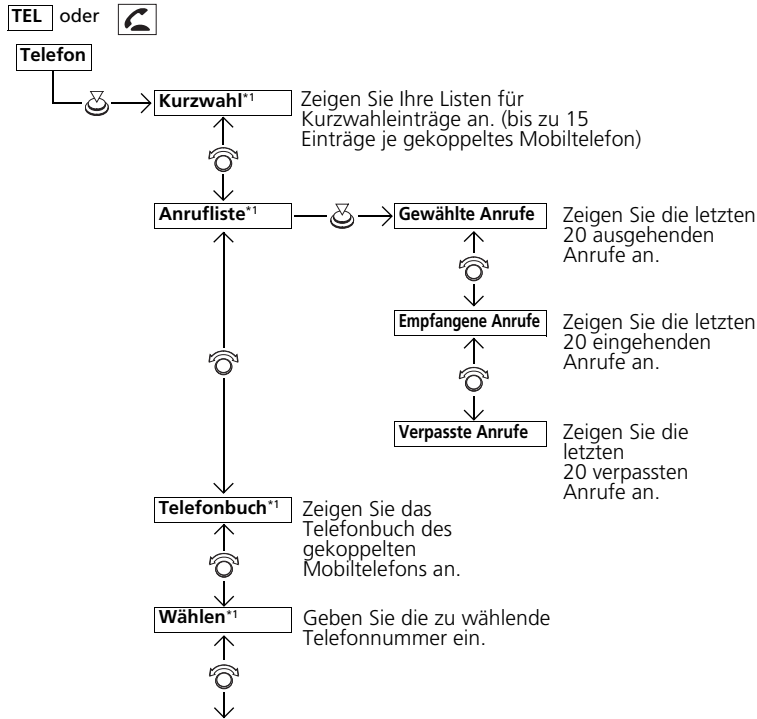 TEL oder
Telefon
Kurzwahl*1
Zeigen Sie Ihre Listen für
Kurzwahleinträge an. (bis zu 15
Einträge je gekoppeltes Mobiltelefon)
Anrufliste*1
Gewählte Anrufe
Zeigen Sie die letzten
20 ausgehenden
Anrufe an.
Empfangene Anrufe
Zeigen Sie die letzten
20 eingehenden
Anrufe an.
Verpasste Anrufe
Zeigen Sie die
letzten
20 verpassten
Anrufe an.
Telefonbuch*1
Zeigen Sie das
Telefonbuch des
gekoppelten
Mobiltelefons an.
Wählen*1
Geben Sie die zu wählende
Telefonnummer ein.